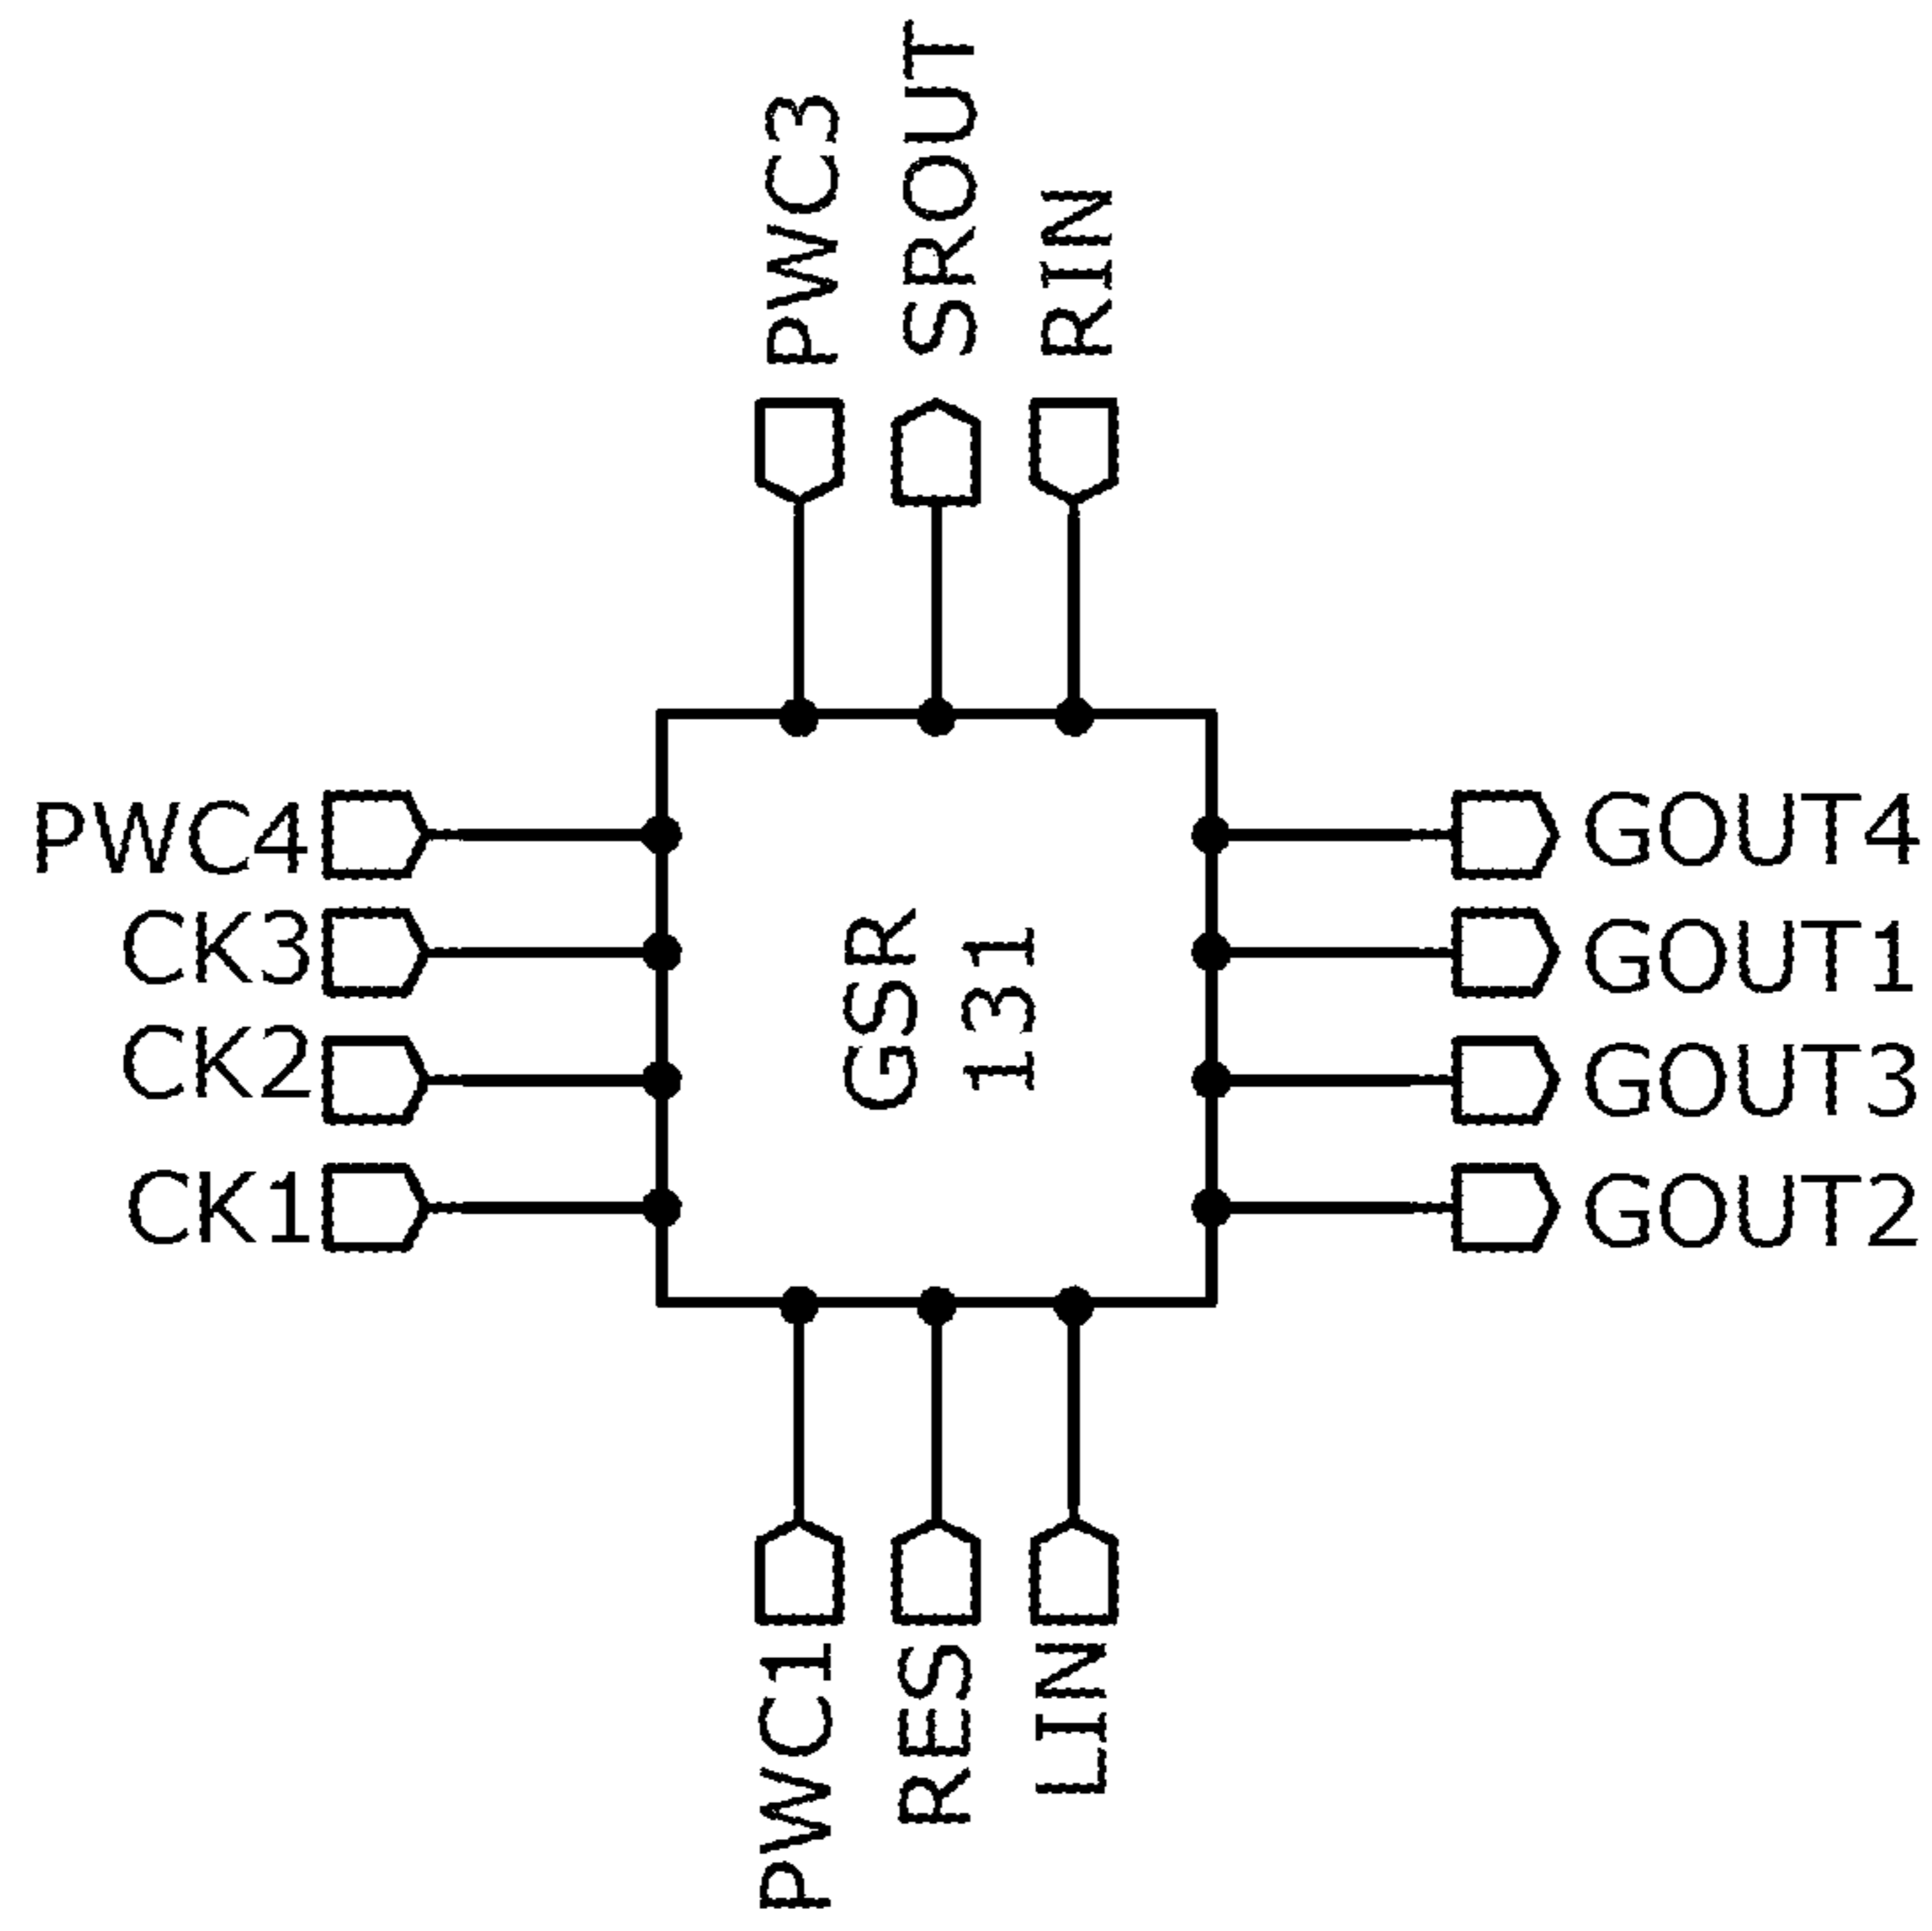 PWC3
SROUT
RIN
PWC4
CK3
CK2
CK1
GSR
131
GOUT4
GOUT1
GOUT3
GOUT2
PWC1
RES
LIN